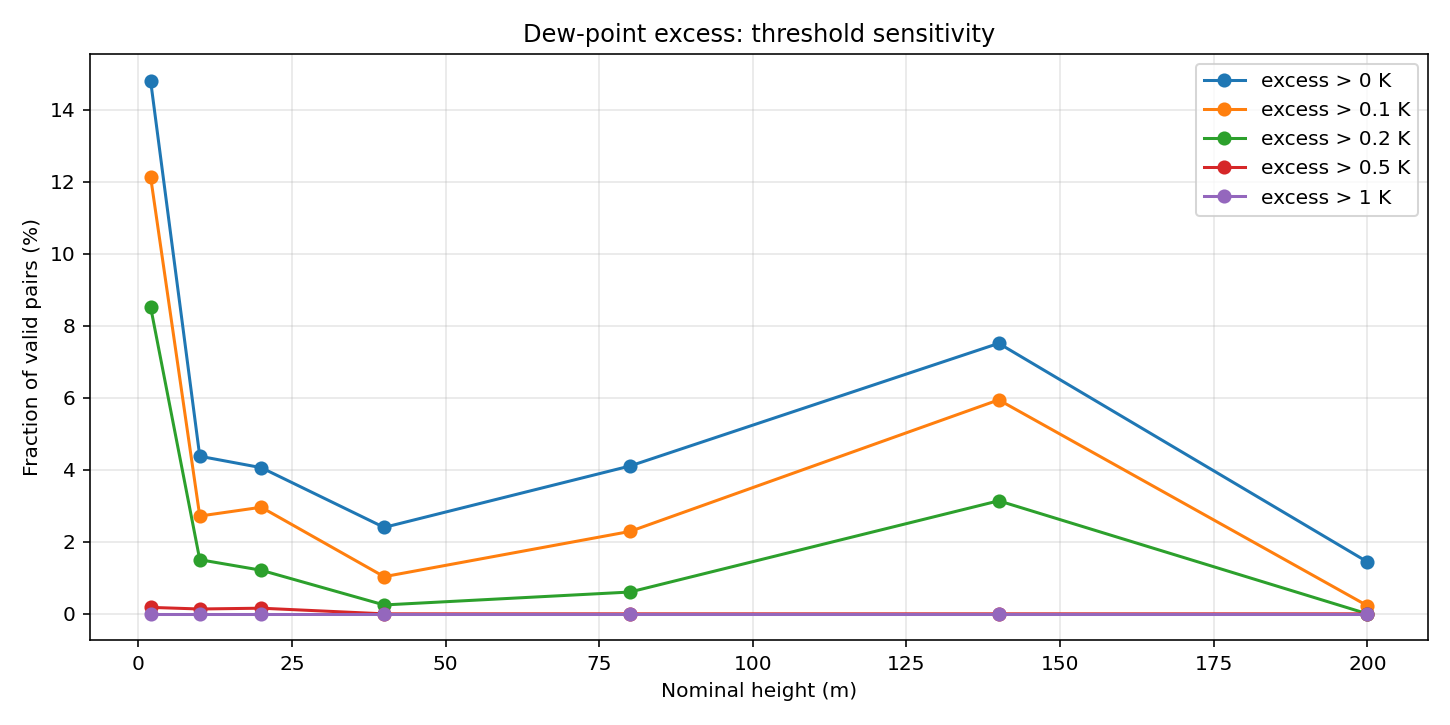 Dew-point excess: threshold sensitivity
excess > 0 K
excess > 0.1 K
excess > 0.2 K
excess > 0.5 K
excess > 1 K
Fraction of valid pairs (%)
14
12
10
8
6
4
2
0
0 25 50 75 100 125 150 175 200
Nominal height (m)